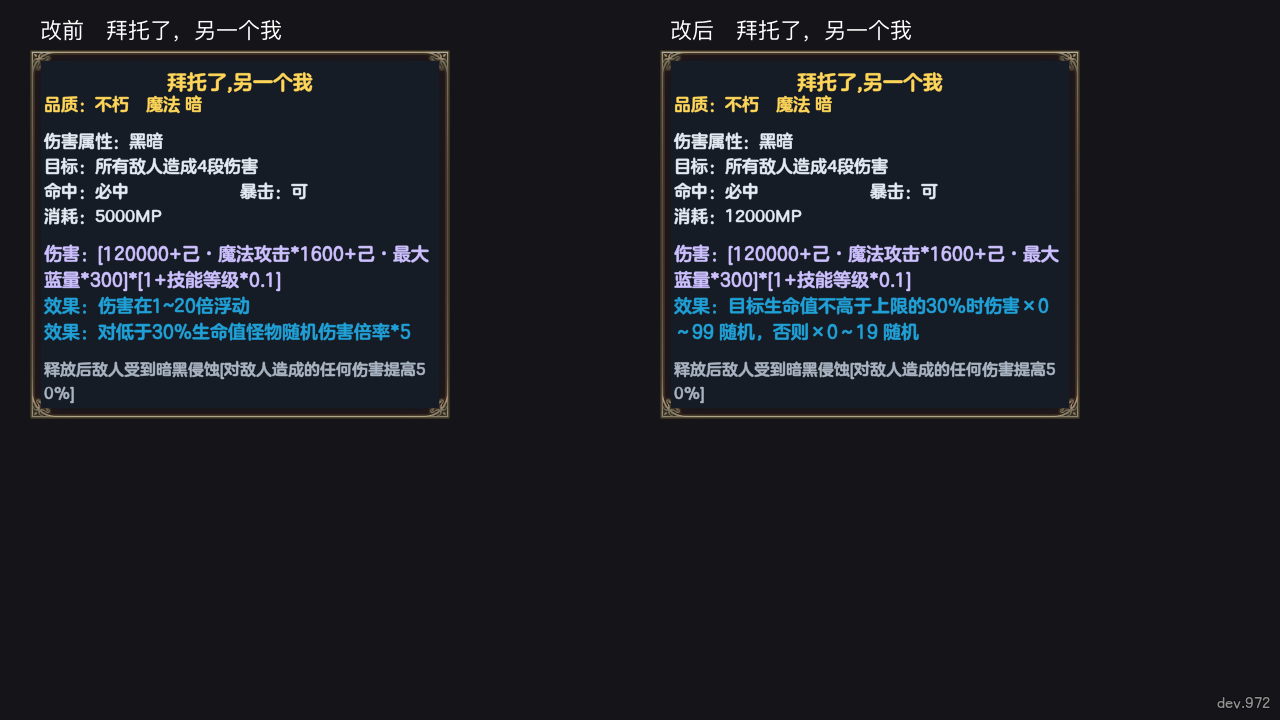 改前　拜托了，另一个我
拜托了,另一个我
品质：不朽　魔法 暗
伤害属性：黑暗
目标：所有敌人造成4段伤害
命中：必中　　　　　　暴击：可
消耗：5000MP
伤害：[120000+己·魔法攻击*1600+己·最大
蓝量*300]*[1+技能等级*0.1]
效果：伤害在1~20倍浮动
效果：对低于30%生命值怪物随机伤害倍率*5
释放后敌人受到暗黑侵蚀[对敌人造成的任何伤害提高5
0%]
改后　拜托了，另一个我
拜托了,另一个我
品质：不朽　魔法 暗
伤害属性：黑暗
目标：所有敌人造成4段伤害
命中：必中　　　　　　暴击：可
消耗：12000MP
伤害：[120000+己·魔法攻击*1600+己·最大
蓝量*300]*[1+技能等级*0.1]
效果：目标生命值不高于上限的30%时伤害×0
～99 随机，否则×0～19 随机
释放后敌人受到暗黑侵蚀[对敌人造成的任何伤害提高5
0%]
dev.972